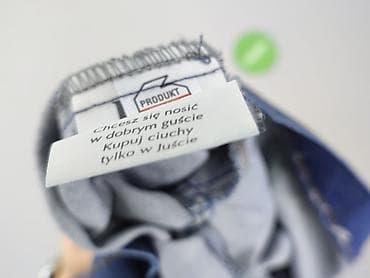 PRODUKT
Chcesz się nosić
w dobrym guście
Kupuj ciuchy
tylko w Juście